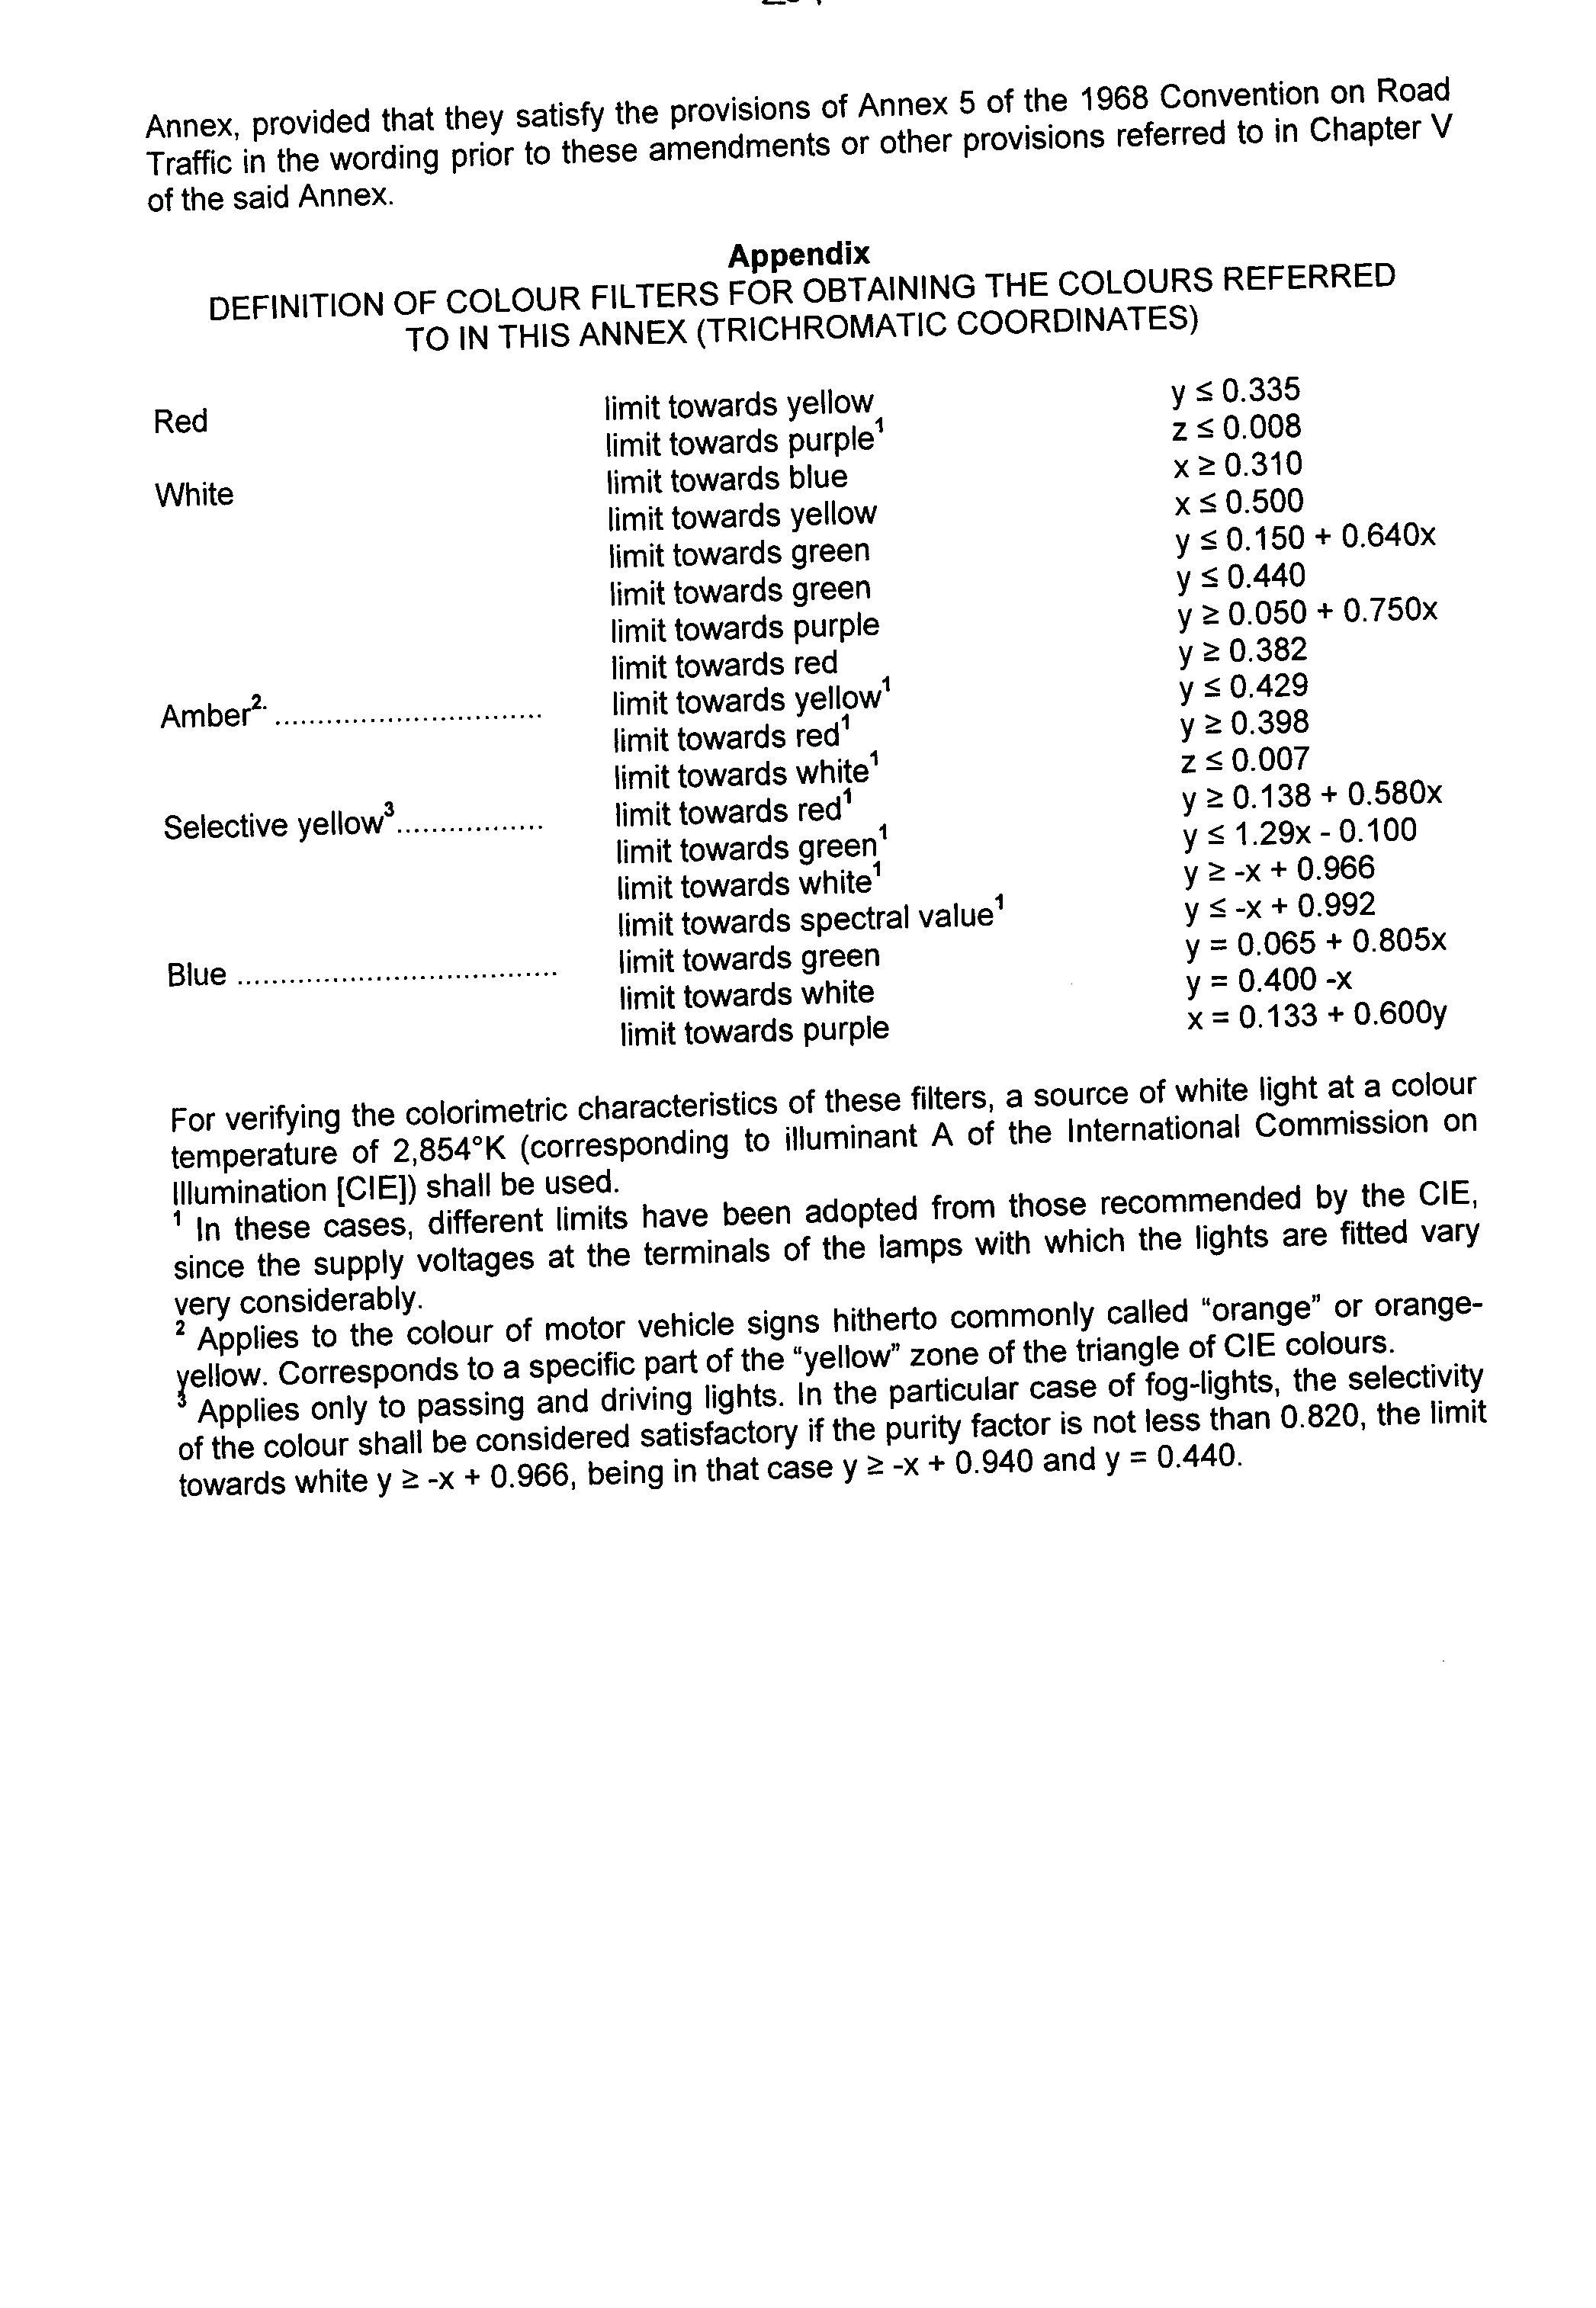 Annex, provided that they satisfy the provisions of Annex 5 of the 1968 Convention on Road
Traffic in the wording prior to these amendments or other provisions referred to in Chapter V
of the said Annex.
Appendix
DEFINITION OF COLOUR FILTERS FOR OBTAINING THE COLOURS REFERRED
TO IN THIS ANNEX (TRICHROMATIC COORDINATES)
Red limit towards yellow y ≤ 0.335
limit towards purple¹ z ≤ 0.008
White limit towards blue x ≥ 0.310
limit towards yellow x ≤ 0.500
limit towards green y ≤ 0.150 + 0.640x
limit towards green y ≤ 0.440
limit towards purple y ≥ 0.050 + 0.750x
limit towards red y ≥ 0.382
Amber²· ............................... limit towards yellow¹ y ≤ 0.429
limit towards red¹ y ≥ 0.398
limit towards white¹ z ≤ 0.007
Selective yellow³................. limit towards red¹ y ≥ 0.138 + 0.580x
limit towards green¹ y ≤ 1.29x - 0.100
limit towards white¹ y ≥ -x + 0.966
limit towards spectral value¹ y ≤ -x + 0.992
Blue ..................................... limit towards green y = 0.065 + 0.805x
limit towards white y = 0.400 -x
limit towards purple x = 0.133 + 0.600y
For verifying the colorimetric characteristics of these filters, a source of white light at a colour
temperature of 2,854°K (corresponding to illuminant A of the International Commission on
Illumination [CIE]) shall be used.
¹ In these cases, different limits have been adopted from those recommended by the CIE,
since the supply voltages at the terminals of the lamps with which the lights are fitted vary
very considerably.
² Applies to the colour of motor vehicle signs hitherto commonly called “orange” or orange-
yellow. Corresponds to a specific part of the “yellow” zone of the triangle of CIE colours.
³ Applies only to passing and driving lights. In the particular case of fog-lights, the selectivity
of the colour shall be considered satisfactory if the purity factor is not less than 0.820, the limit
towards white y ≥ -x + 0.966, being in that case y ≥ -x + 0.940 and y = 0.440.